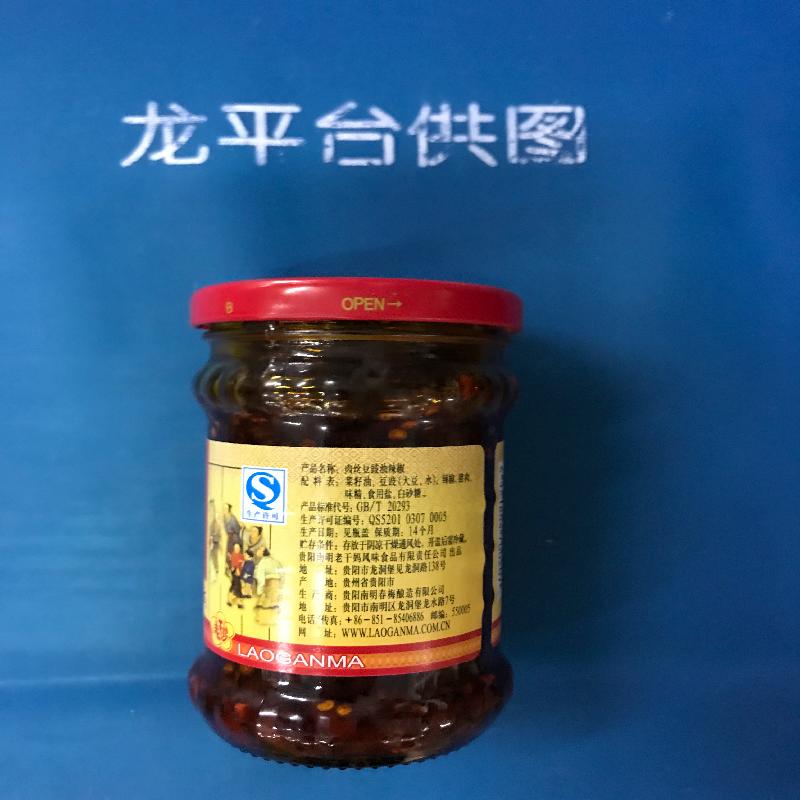 龙平台供图
B OPEN→
生产许可
产品名称: 肉丝豆豉油辣椒
配 料 表: 菜籽油、豆豉(大豆、水)、辣椒、猪肉、
味精、食用盐、白砂糖。
产品标准代号: GB/T 20293
生产许可证编号: QS5201 0307 0005
生产日期: 见瓶盖 保质期: 14个月
贮存条件: 存放于阴凉干燥通风处, 开盖后需冷藏。
贵阳南明老干妈风味食品有限责任公司 出品
地 址: 贵阳市龙洞堡见龙洞路138号
产 地: 贵州省贵阳市
生 产 商: 贵阳南明春梅酿造有限公司
地 址: 贵阳市南明区龙洞堡龙水路7号
电话/传真: +86-851-85406886 邮编: 550005
网 址: WWW.LAOGANMA.COM.CN
LAOGANMA